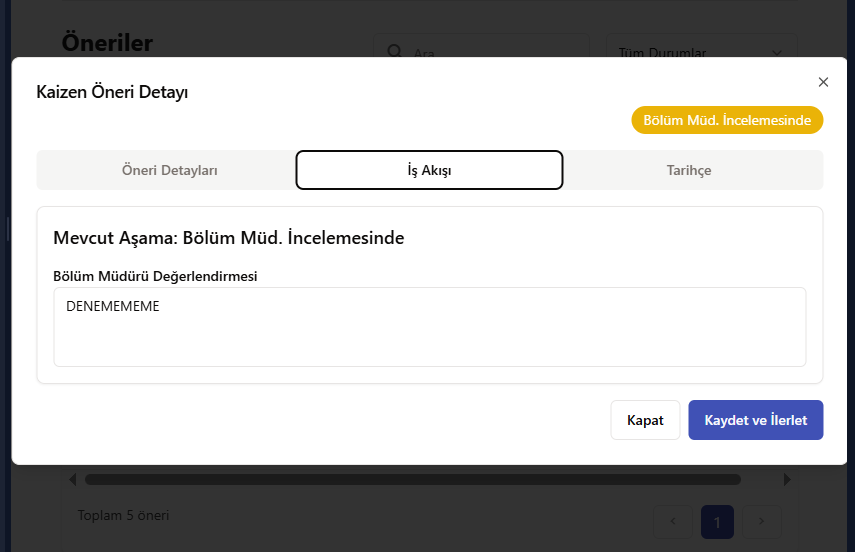 Öneriler
Ara
Tüm Durumlar
Kaizen Öneri Detayı
Bölüm Müd. İncelemesinde
Öneri Detayları
İş Akışı
Tarihçe
Mevcut Aşama: Bölüm Müd. İncelemesinde
Bölüm Müdürü Değerlendirmesi
DENEMEMEME
Kapat
Kaydet ve İlerlet
Toplam 5 öneri
1